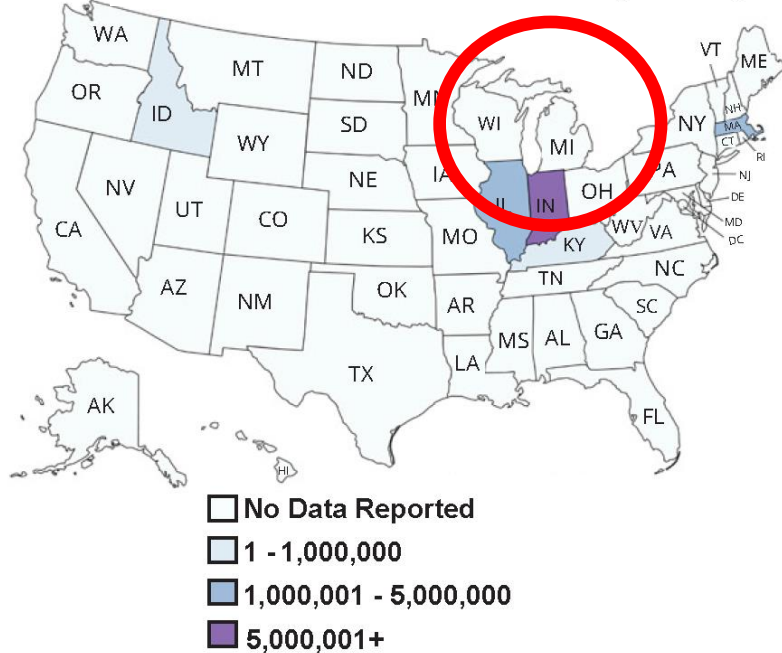 WA
MT
ND
MN
OR
ID
SD
WY
WI
MI
VT
ME
NH
NY
MA
CT
RI
NV
NE
IA
IL
IN
OH
PA
NJ
DE
MD
DC
CA
UT
CO
KS
MO
KY
WV
VA
AZ
NM
OK
AR
TN
NC
SC
MS
AL
GA
TX
LA
FL
AK
HI
No Data Reported
1 - 1,000,000
1,000,001 - 5,000,000
5,000,001+